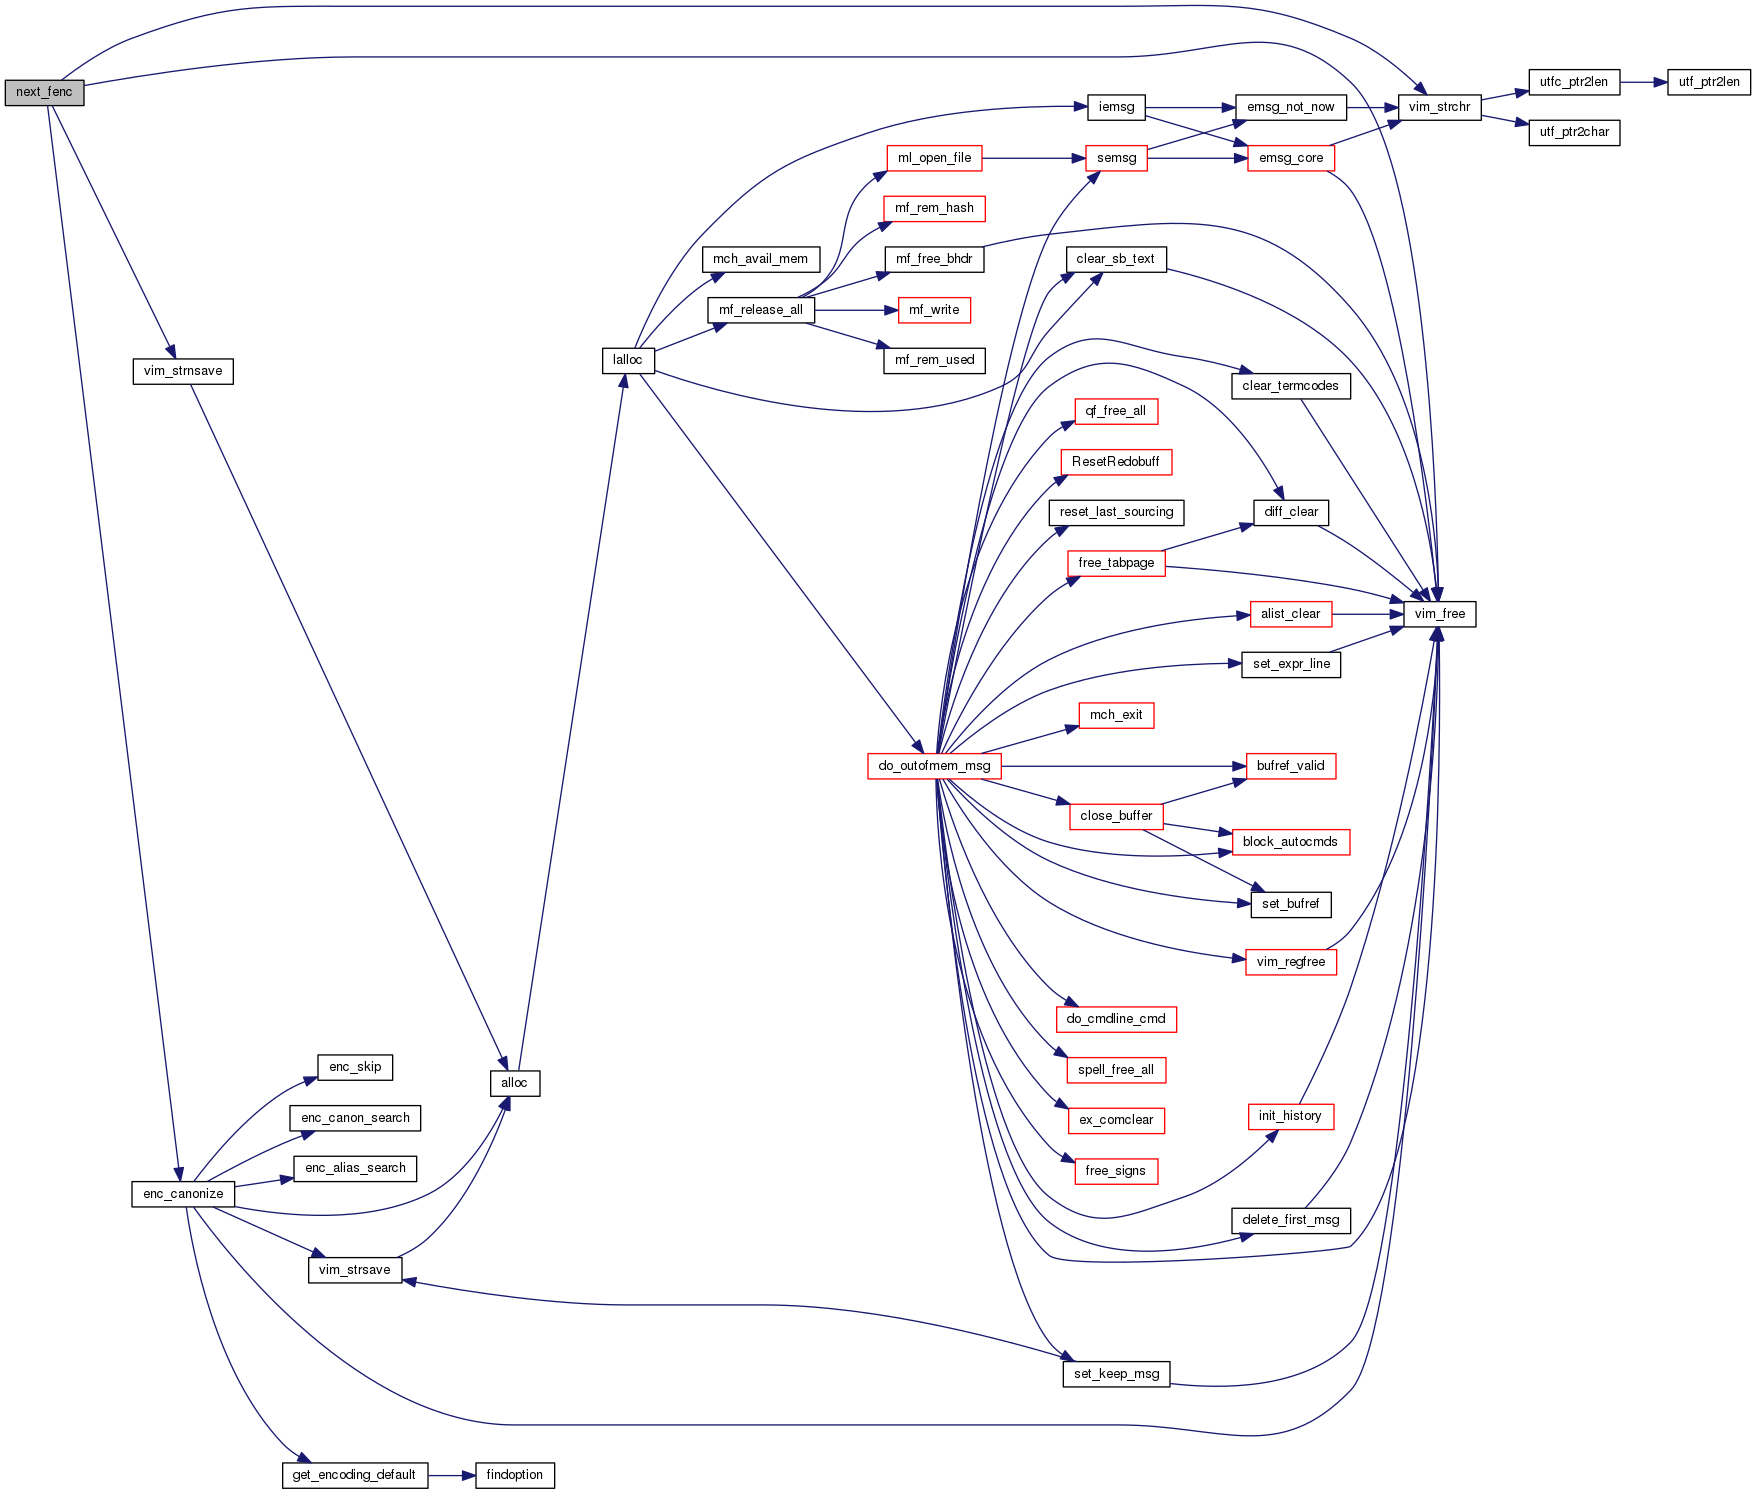 next_fenc
vim_strnsave
enc_canonize
enc_skip
enc_canon_search
enc_alias_search
vim_strsave
get_encoding_default
findoption
alloc
lalloc
mch_avail_mem
mf_release_all
ml_open_file
mf_rem_hash
mf_free_bhdr
mf_write
mf_rem_used
do_outofmem_msg
iemsg
semsg
clear_sb_text
qf_free_all
ResetRedobuff
reset_last_sourcing
free_tabpage
mch_exit
close_buffer
do_cmdline_cmd
spell_free_all
ex_comclear
free_signs
set_keep_msg
emsg_not_now
emsg_core
clear_termcodes
diff_clear
alist_clear
set_expr_line
bufref_valid
block_autocmds
set_bufref
vim_regfree
init_history
delete_first_msg
vim_strchr
vim_free
utfc_ptr2len
utf_ptr2char
utf_ptr2len